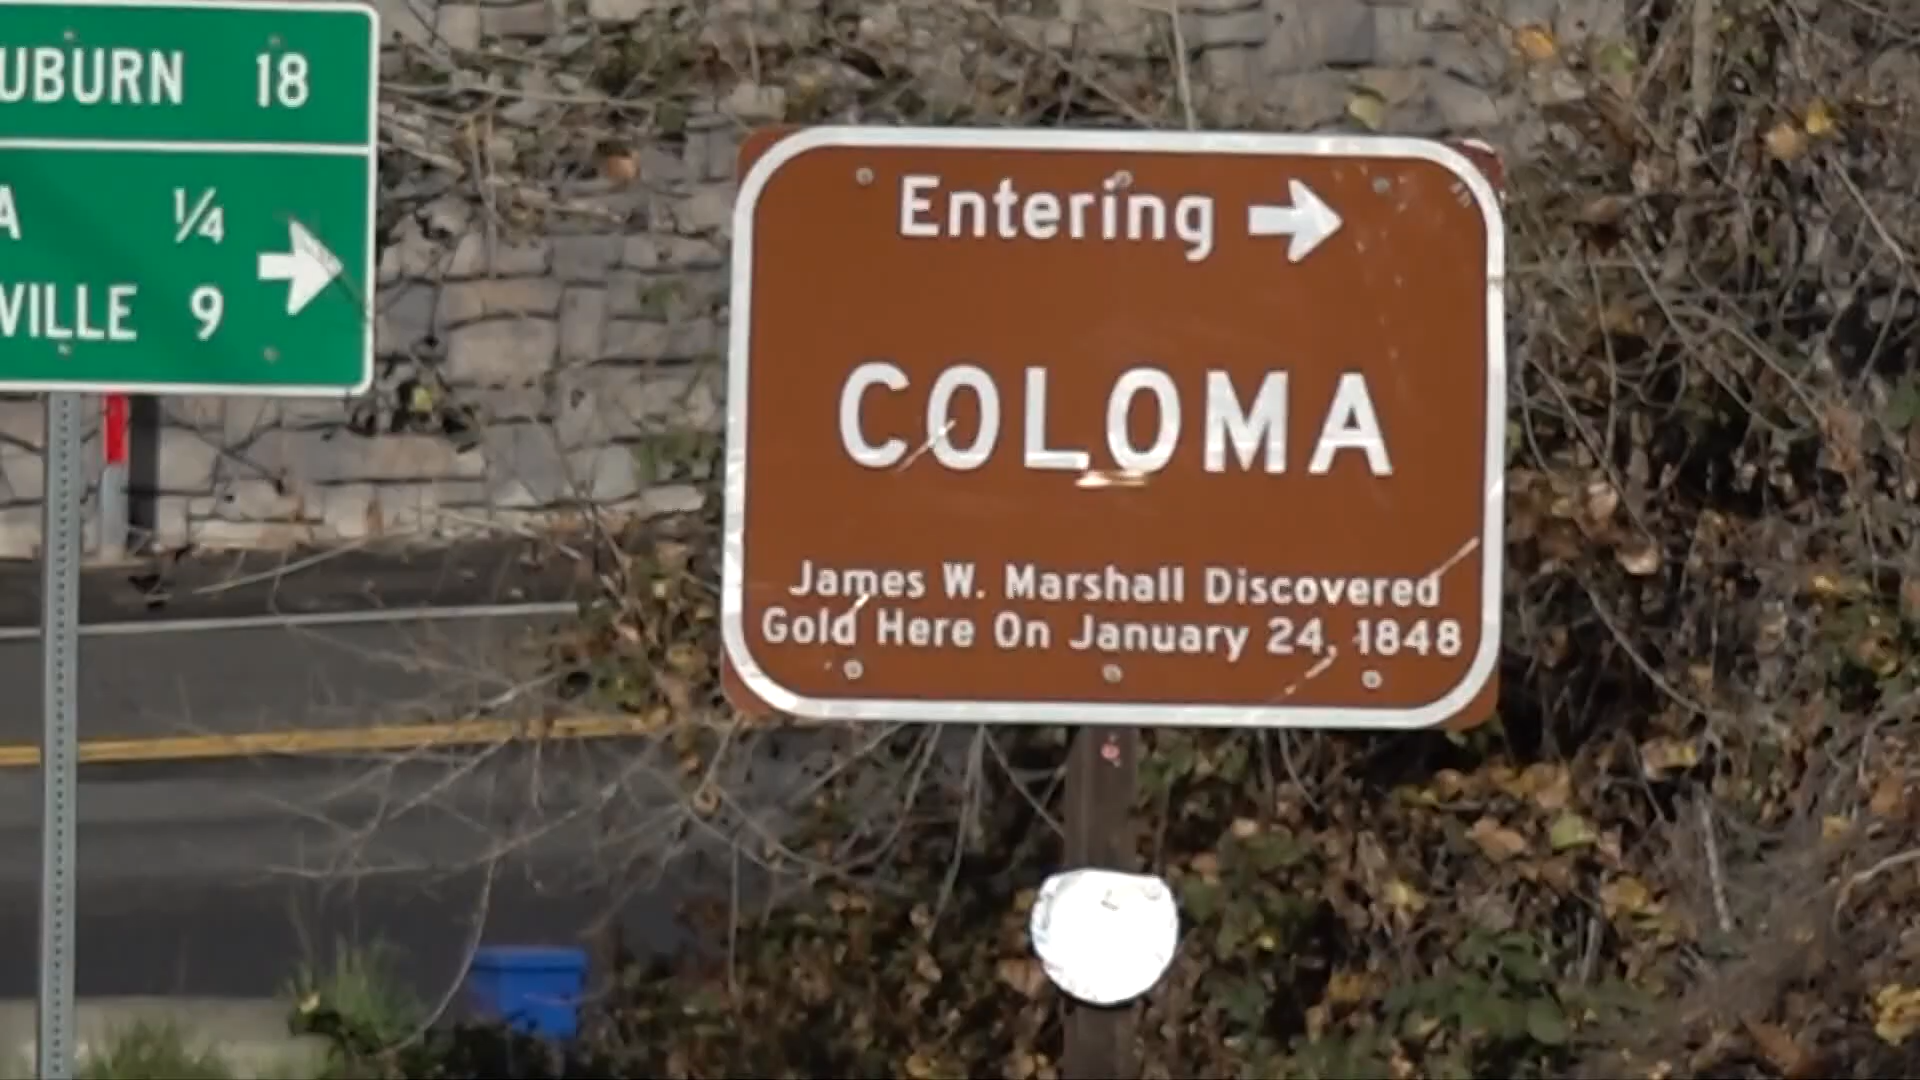 UBURN 18
A 1/4
VILLE 9
Entering
COLOMA
James W. Marshall Discovered
Gold Here On January 24, 1848